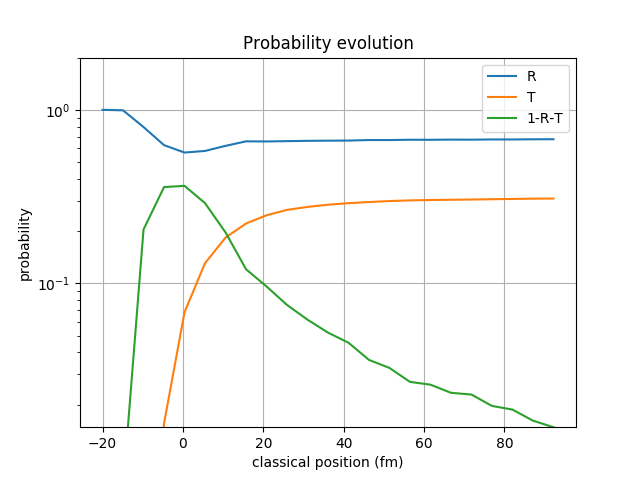 Probability evolution
R
T
1-R-T
10⁰
10⁻¹
probability
−20
0
20
40
60
80
classical position (fm)